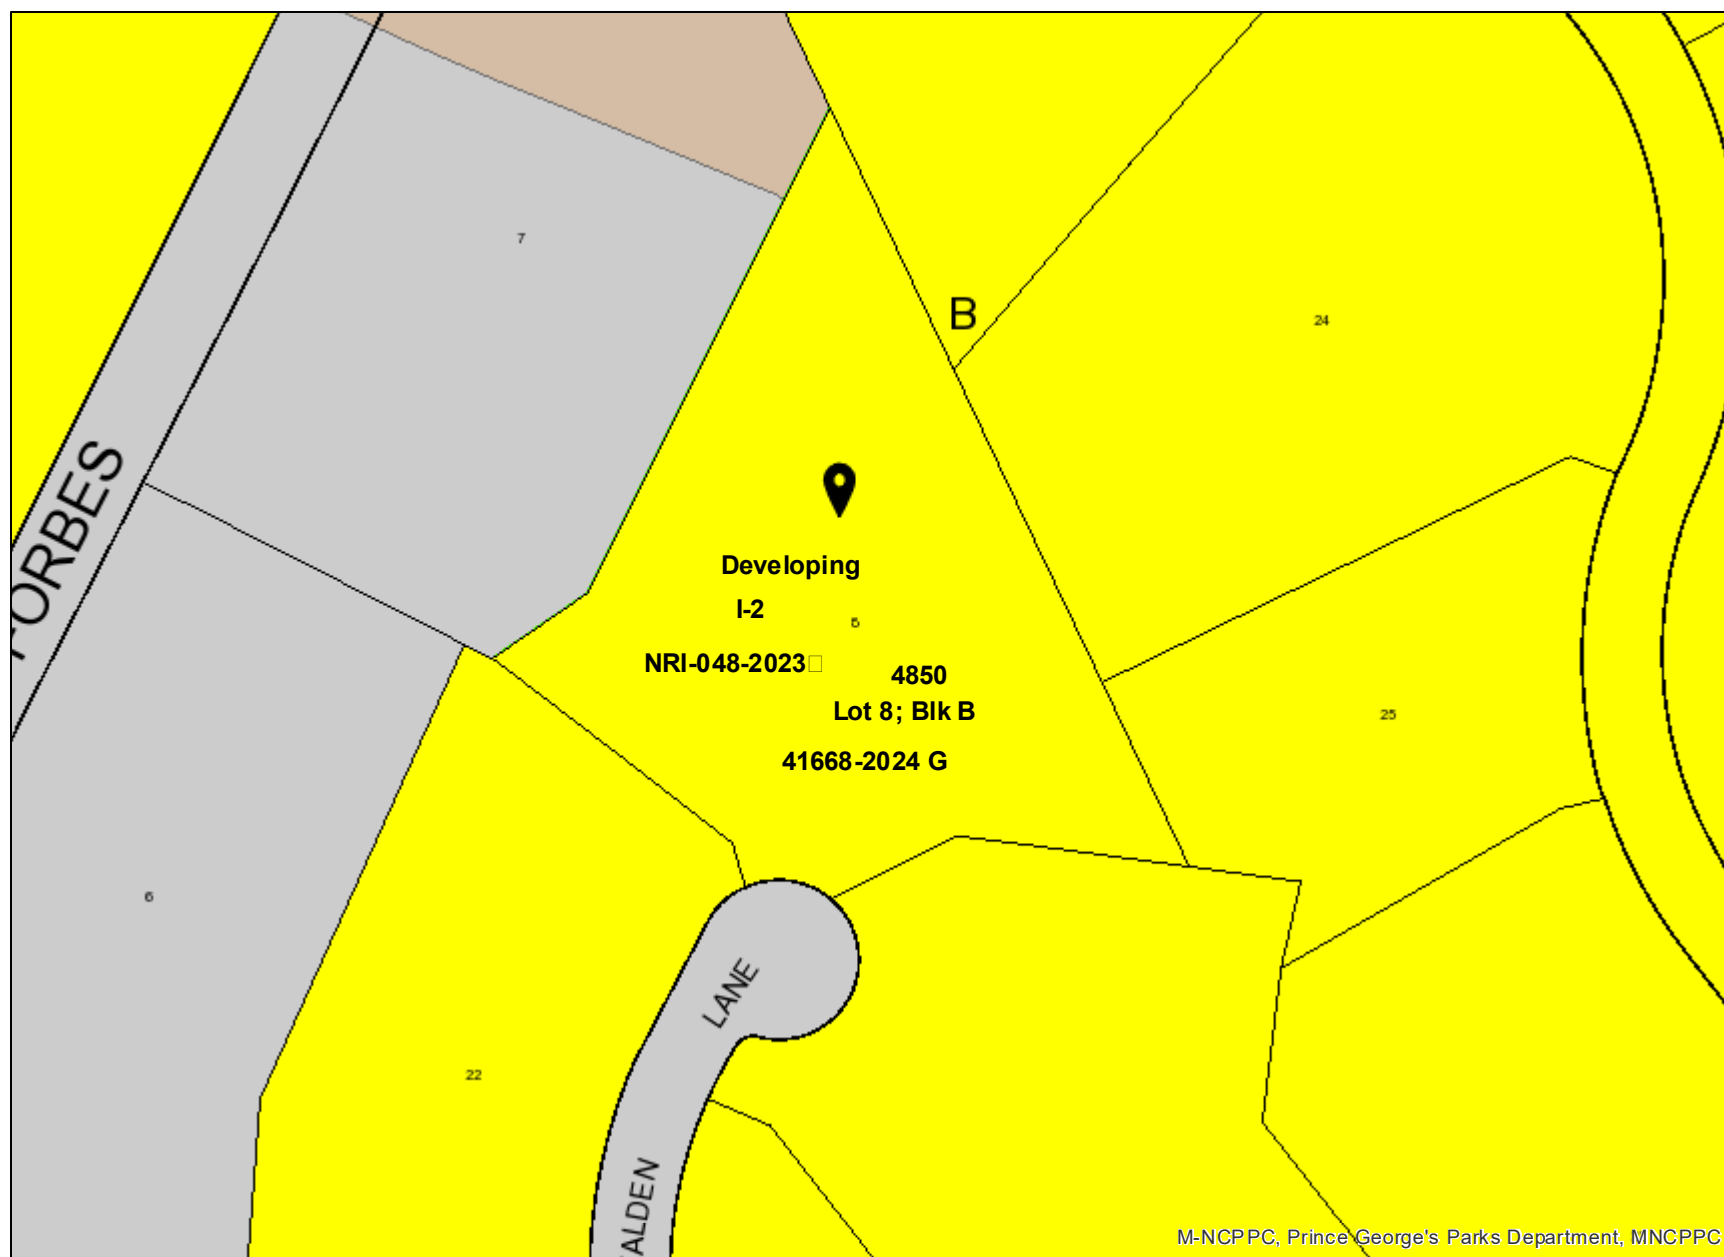 7
B
24
FORBES
Developing
I-2
5
NRI-048-2023
4850
Lot 8; Blk B
25
41668-2024 G
6
LANE
22
ALDEN
M-NCPPC, Prince George's Parks Department, MNCPPC